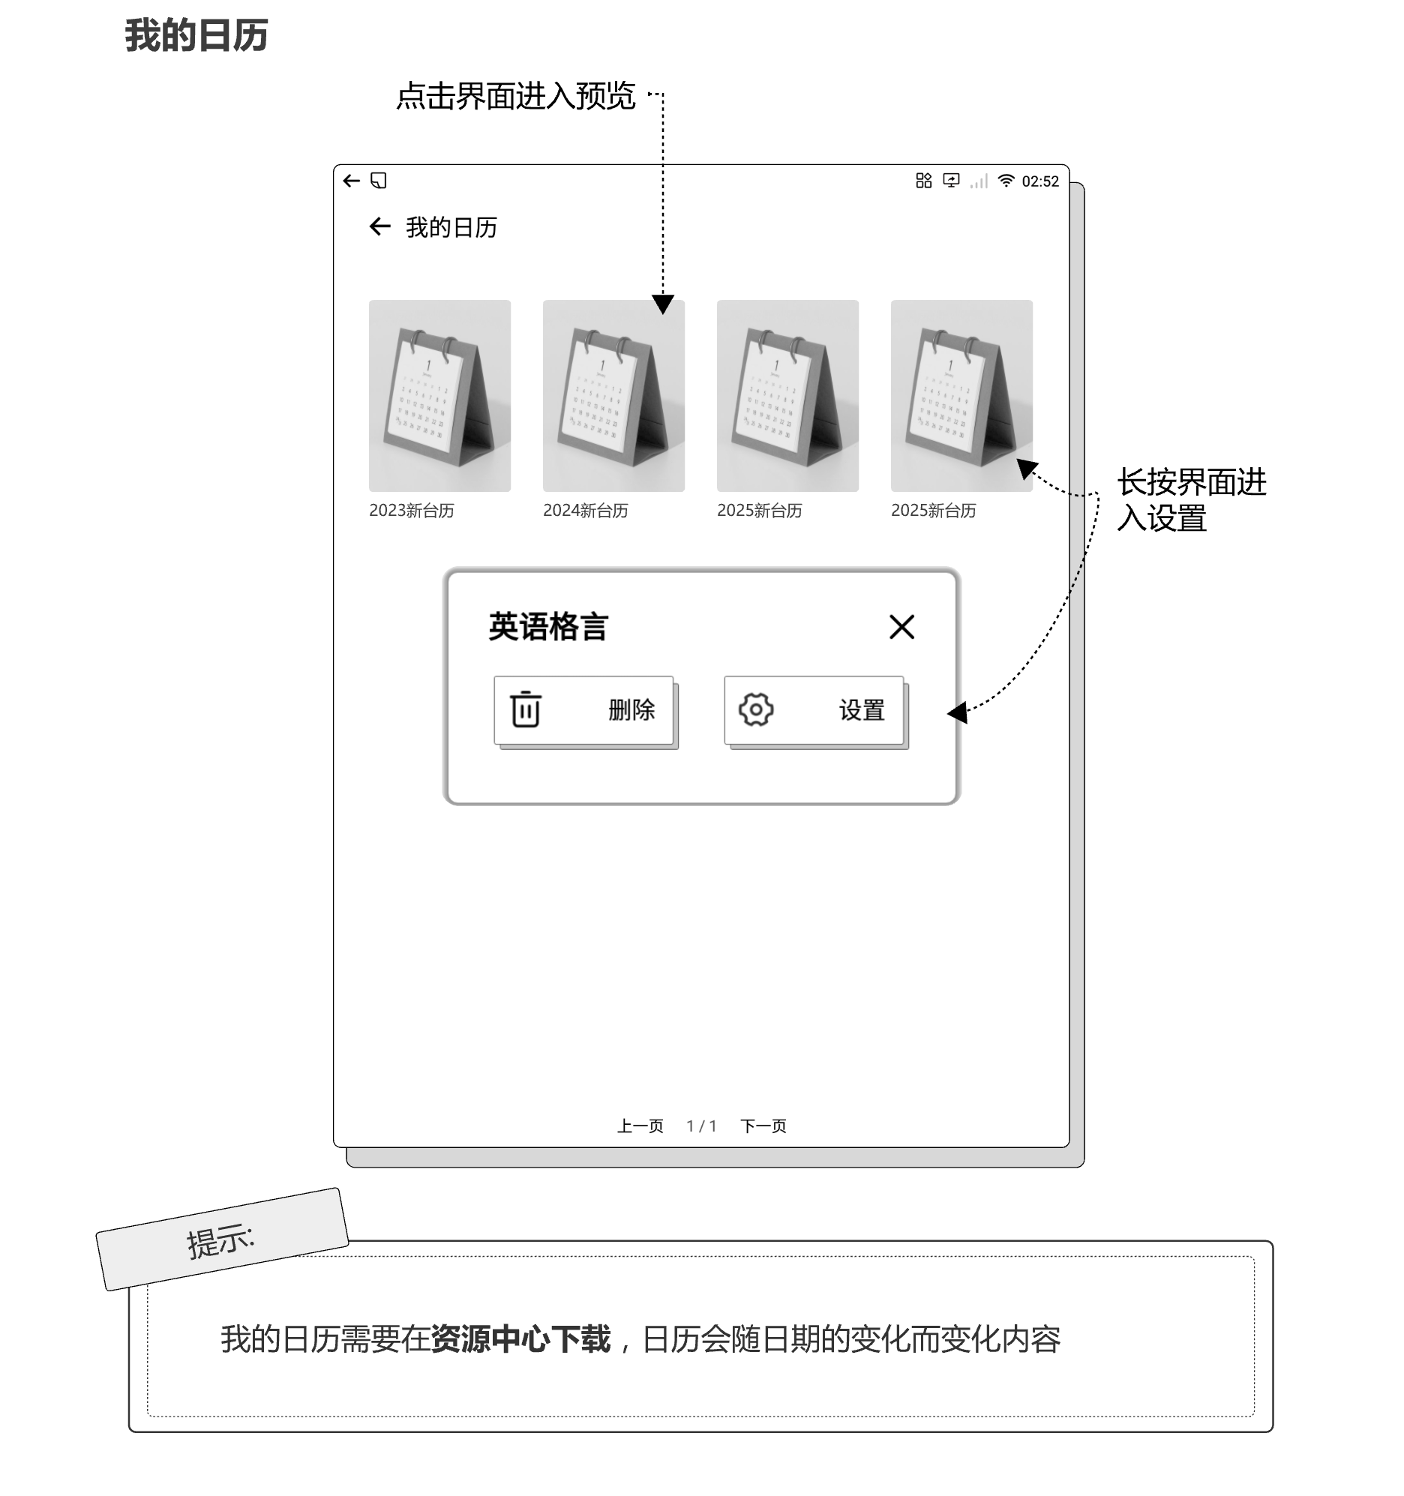 我的日历
点击界面进入预览
02:52
我的日历
2023新台历
2024新台历
2025新台历
2025新台历
长按界面进
入设置
英语格言
删除
设置
上一页 1 / 1 下一页
提示:
我的日历需要在资源中心下载，日历会随日期的变化而变化内容